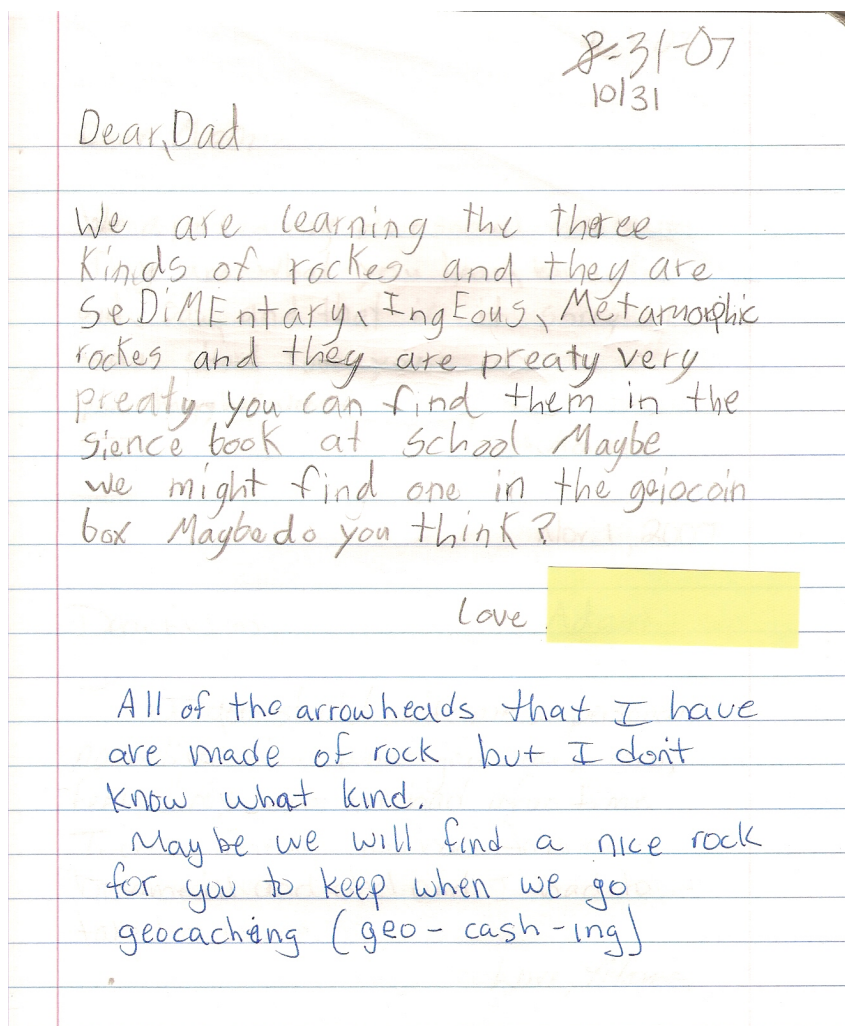 8-31-07
10/31
Dear, Dad
We are learning the three
Kinds of rockes and they are
SeDiMEntary, IngEous, Metamorphic
rockes and they are preaty very
preaty you can find them in the
sience book at school Maybe
we might find one in the geiocoin
box Maybe do you think?
Love
All of the arrowheads that I have
are made of rock but I don't
know what kind.
Maybe we will find a nice rock
for you to keep when we go
geocaching (geo-cash-ing)